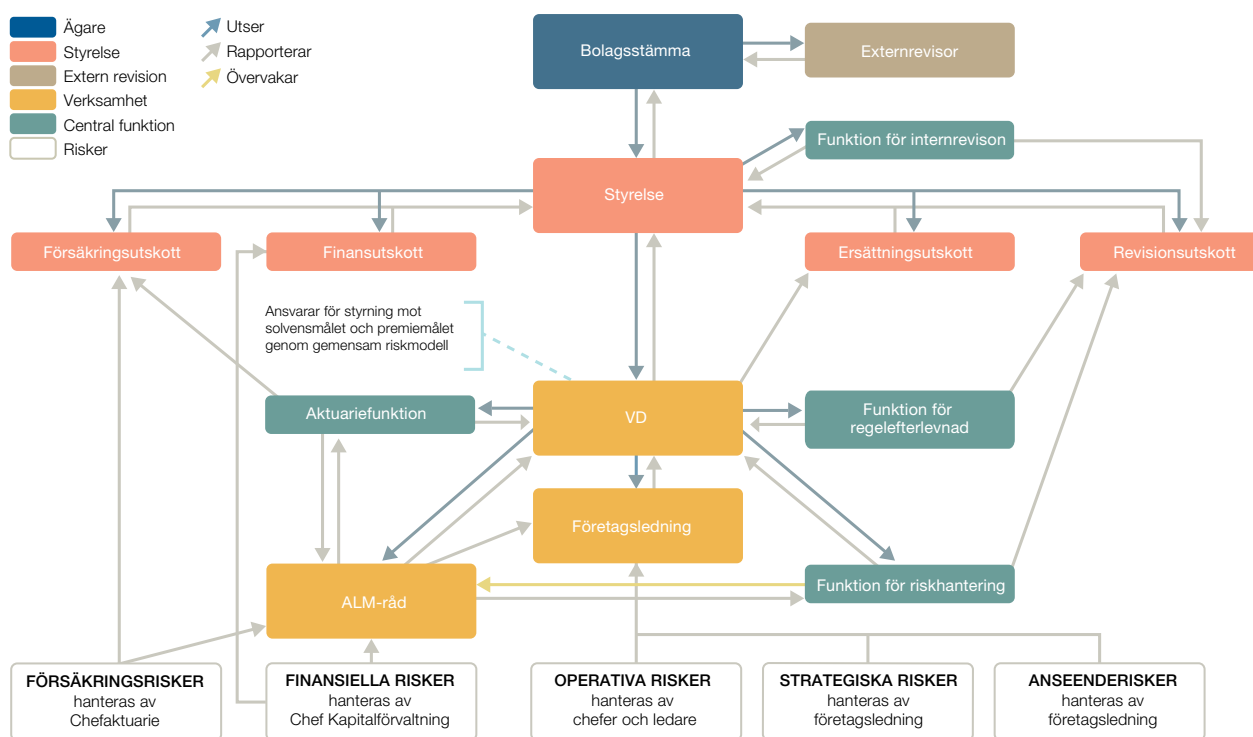 Ägare
Styrelse
Extern revision
Verksamhet
Central funktion
Risker
Utser
Rapporterar
Övervakar
Bolagsstämma
Externrevisor
Funktion för internrevison
Styrelse
Försäkringsutskott
Finansutskott
Ersättningsutskott
Revisionsutskott
Ansvarar för styrning mot
solvensmålet och premiemålet
genom gemensam riskmodell
Aktuariefunktion
VD
Funktion för
regelefterlevnad
Företagsledning
ALM-råd
Funktion för riskhantering
FÖRSÄKRINGSRISKER
hanteras av
Chefaktuarie
FINANSIELLA RISKER
hanteras av
Chef Kapitalförvaltning
OPERATIVA RISKER
hanteras av
chefer och ledare
STRATEGISKA RISKER
hanteras av
företagsledning
ANSEENDERISKER
hanteras av
företagsledning